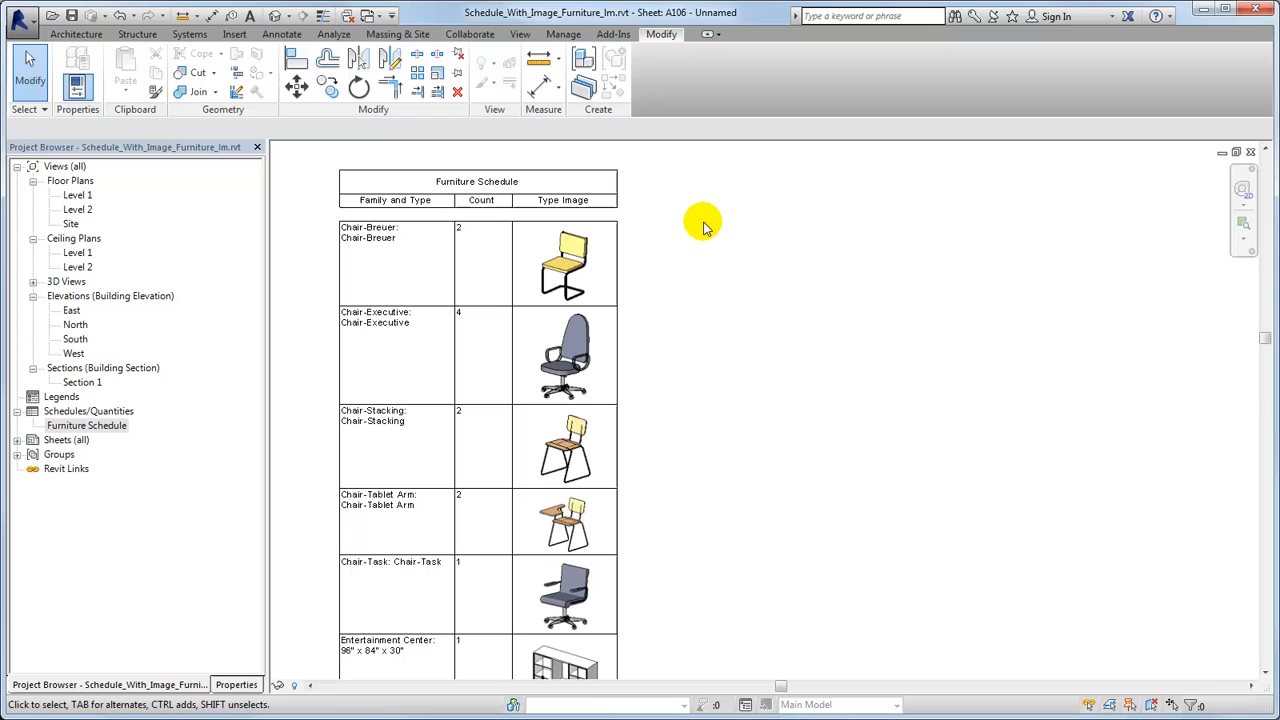 Schedule_With_Image_Furniture_Im.rvt - Sheet: A106 - Unnamed
Type a keyword or phrase
Sign In
Architecture Structure Systems Insert Annotate Analyze Massing & Site Collaborate View Manage Add-Ins Modify
Modify
Paste
Cope
Cut
Join
Select Properties Clipboard Geometry Modify View Measure Create
Project Browser - Schedule_With_Image_Furniture_Im.rvt
Views (all)
Floor Plans
Level 1
Level 2
Site
Ceiling Plans
Level 1
Level 2
3D Views
Elevations (Building Elevation)
East
North
South
West
Sections (Building Section)
Section 1
Legends
Schedules/Quantities
Furniture Schedule
Sheets (all)
Groups
Revit Links
Furniture Schedule
Family and Type Count Type Image
Chair-Breuer: 2
Chair-Breuer
Chair-Executive: 4
Chair-Executive
Chair-Stacking: 2
Chair-Stacking
Chair-Tablet Arm: 2
Chair-Tablet Arm
Chair-Task: Chair-Task 1
Entertainment Center: 1
96" x 84" x 30"
2D
Project Browser - Schedule_With_Image_Furni... Properties
Click to select, TAB for alternates, CTRL adds, SHIFT unselects.
:0
Main Model
:0